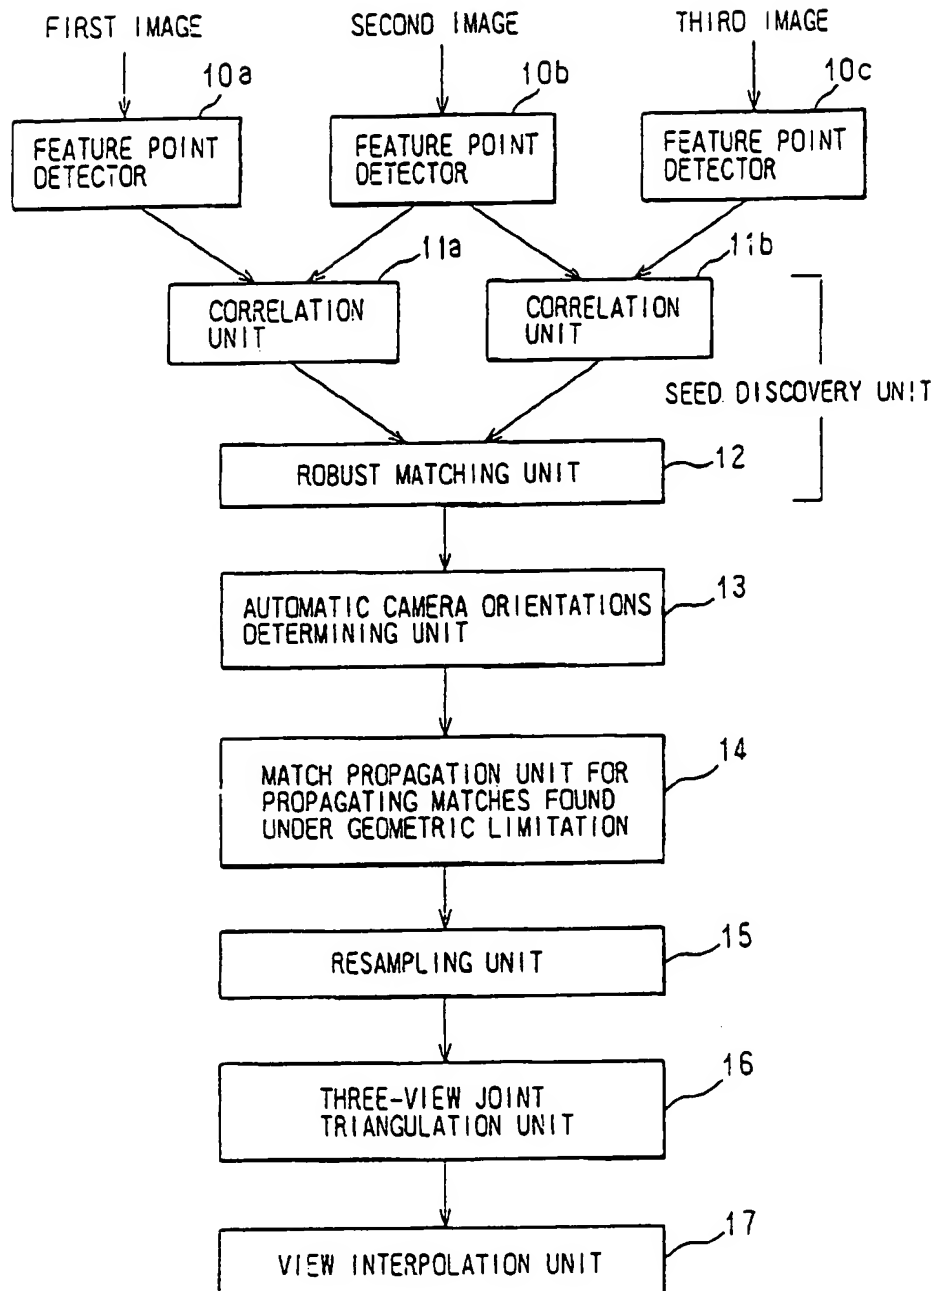 FIRST IMAGE
SECOND IMAGE
THIRD IMAGE
10a
10b
10c
FEATURE POINT
DETECTOR
FEATURE POINT
DETECTOR
FEATURE POINT
DETECTOR
11a
11b
CORRELATION
UNIT
CORRELATION
UNIT
SEED DISCOVERY UNIT
ROBUST MATCHING UNIT
12
AUTOMATIC CAMERA ORIENTATIONS
DETERMINING UNIT
13
MATCH PROPAGATION UNIT FOR
PROPAGATING MATCHES FOUND
UNDER GEOMETRIC LIMITATION
14
RESAMPLING UNIT
15
THREE-VIEW JOINT
TRIANGULATION UNIT
16
VIEW INTERPOLATION UNIT
17